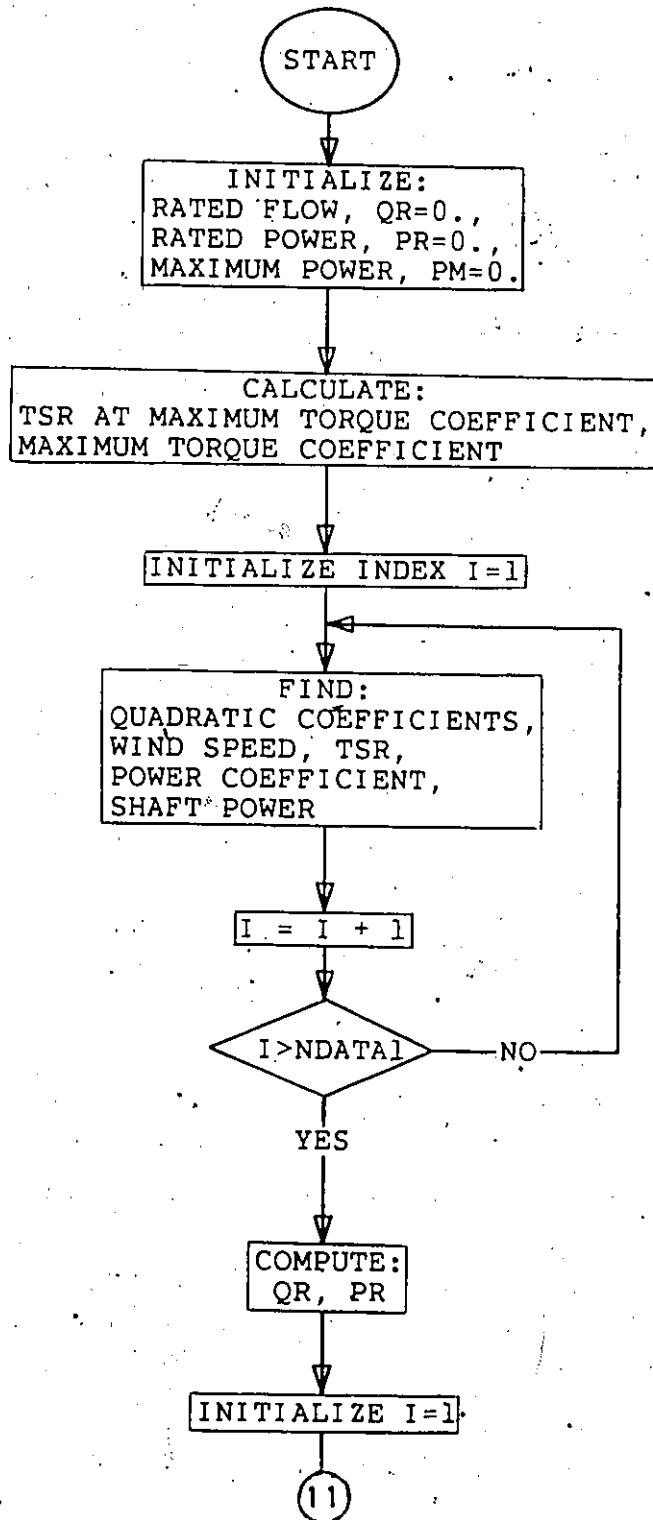 START
INITIALIZE:
RATED FLOW, QR=0.,
RATED POWER, PR=0.,
MAXIMUM POWER, PM=0.
CALCULATE:
TSR AT MAXIMUM TORQUE COEFFICIENT,
MAXIMUM TORQUE COEFFICIENT
INITIALIZE INDEX I=1
FIND:
QUADRATIC COEFFICIENTS,
WIND SPEED, TSR,
POWER COEFFICIENT,
SHAFT POWER
I = I + 1
I>NDATA1
NO
YES
COMPUTE:
QR, PR
INITIALIZE I=1
11